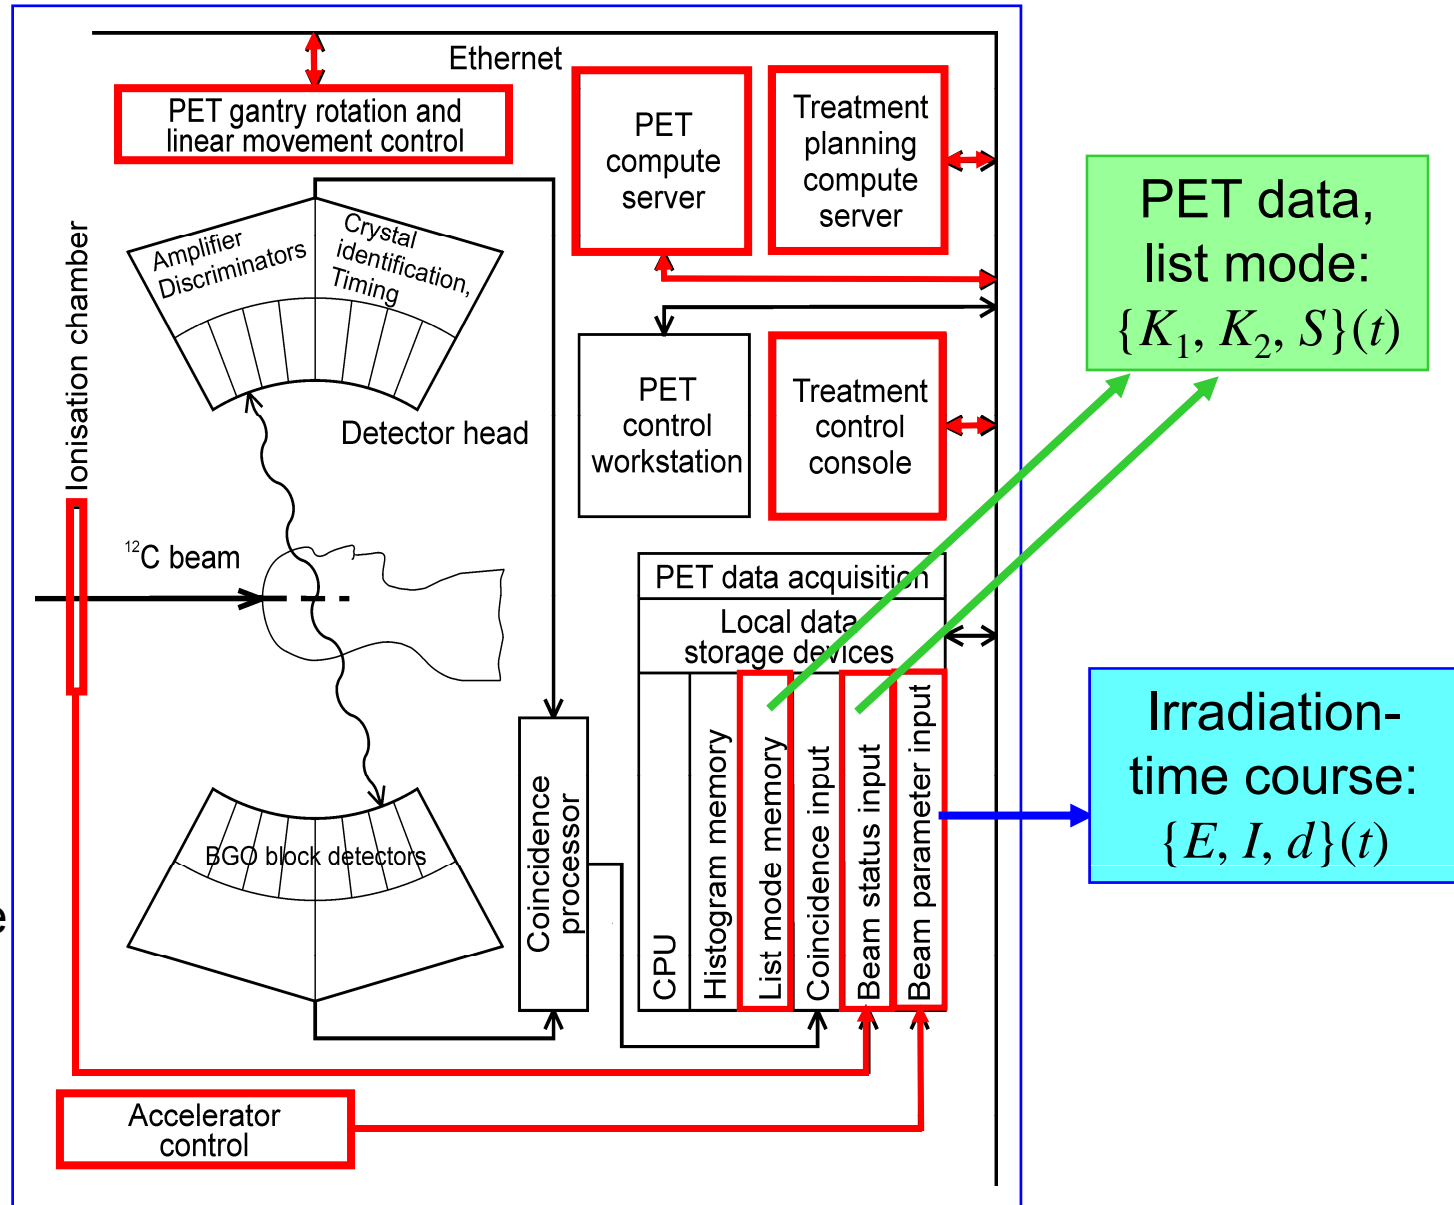 Ethernet
PET gantry rotation and
linear movement control
PET
compute
server
Treatment
planning
compute
server
PET data,
list mode:
{K₁, K₂, S}(t)
Ionisation chamber
Amplifier
Discriminators
Crystal
identification,
Timing
Detector head
PET
control
workstation
Treatment
control
console
¹²C beam
PET data acquisition
Local data
storage devices
CPU
Histogram memory
List mode memory
Coincidence input
Beam status input
Beam parameter input
Irradiation-
time course:
{E, I, d}(t)
BGO block detectors
Coincidence
processor
e
Accelerator
control